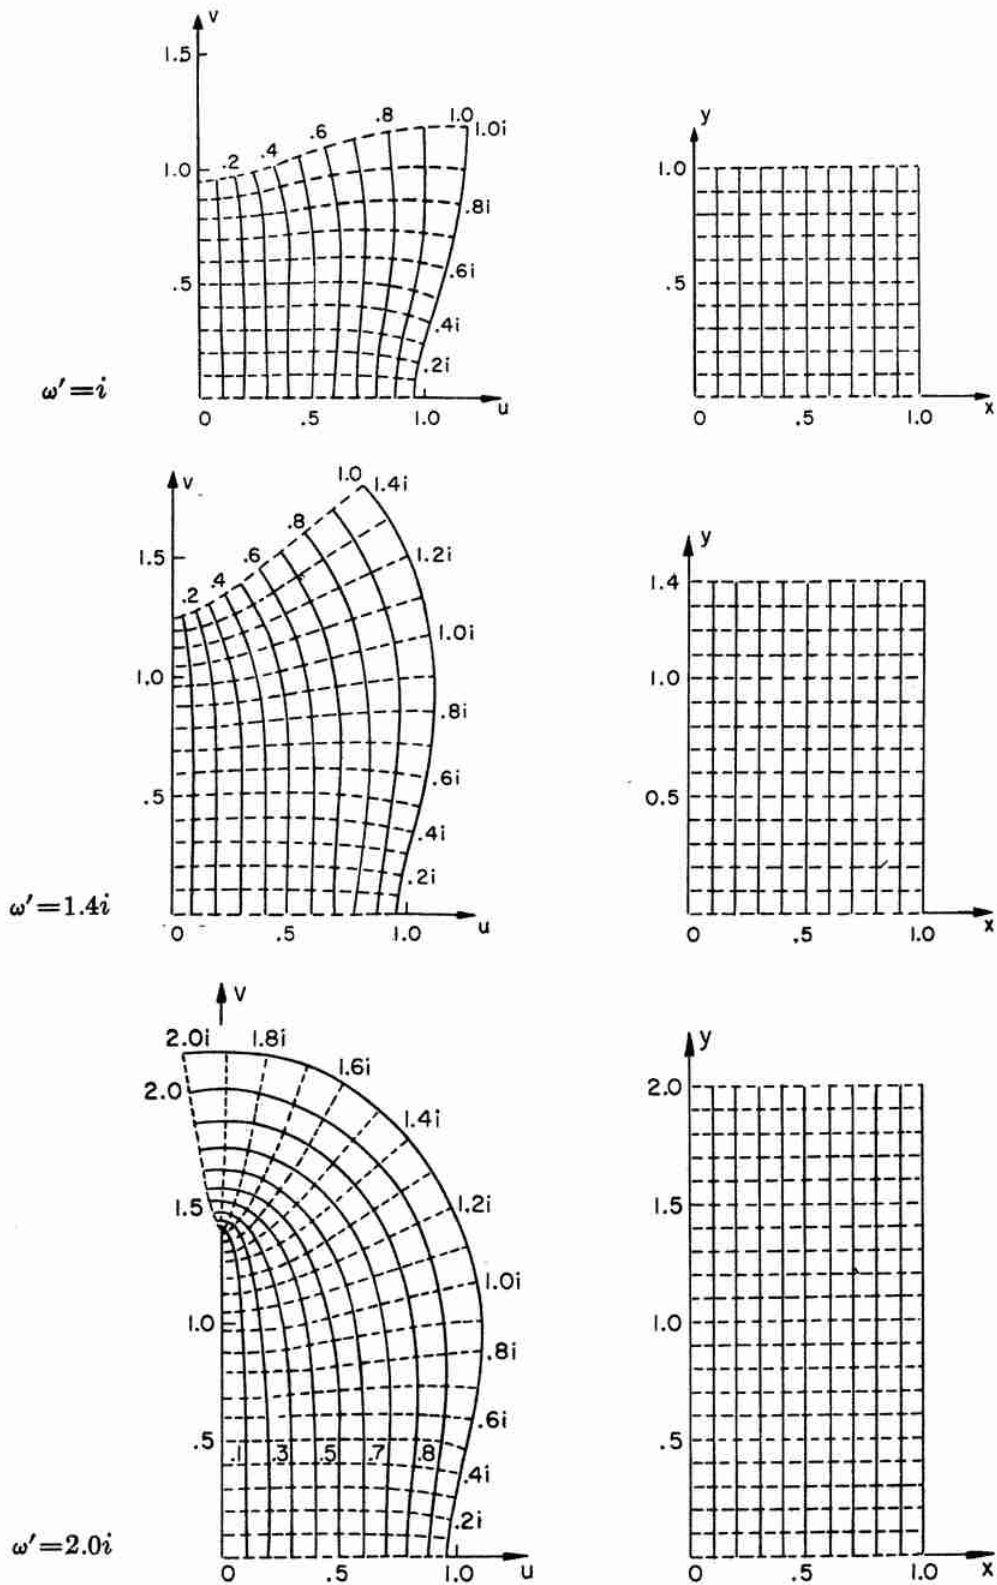 v
1.5
1.0
.5
0
.5
1.0
u
.2
.4
.6
.8
1.0
1.0i
.8i
.6i
.4i
.2i
y
1.0
.5
0
.5
1.0
x
ω′=i
v
1.5
1.0
.5
0
.5
1.0
u
.2
.4
.6
.8
1.0
1.4i
1.2i
1.0i
.8i
.6i
.4i
.2i
y
1.4
1.0
0.5
0
.5
1.0
x
ω′=1.4i
v
2.0i
1.8i
1.6i
1.4i
1.2i
1.0i
.8i
.6i
.4i
.2i
2.0
1.5
1.0
.5
.1
.3
.5
.7
.8
0
.5
1.0
u
y
2.0
1.5
1.0
.5
0
.5
1.0
x
ω′=2.0i